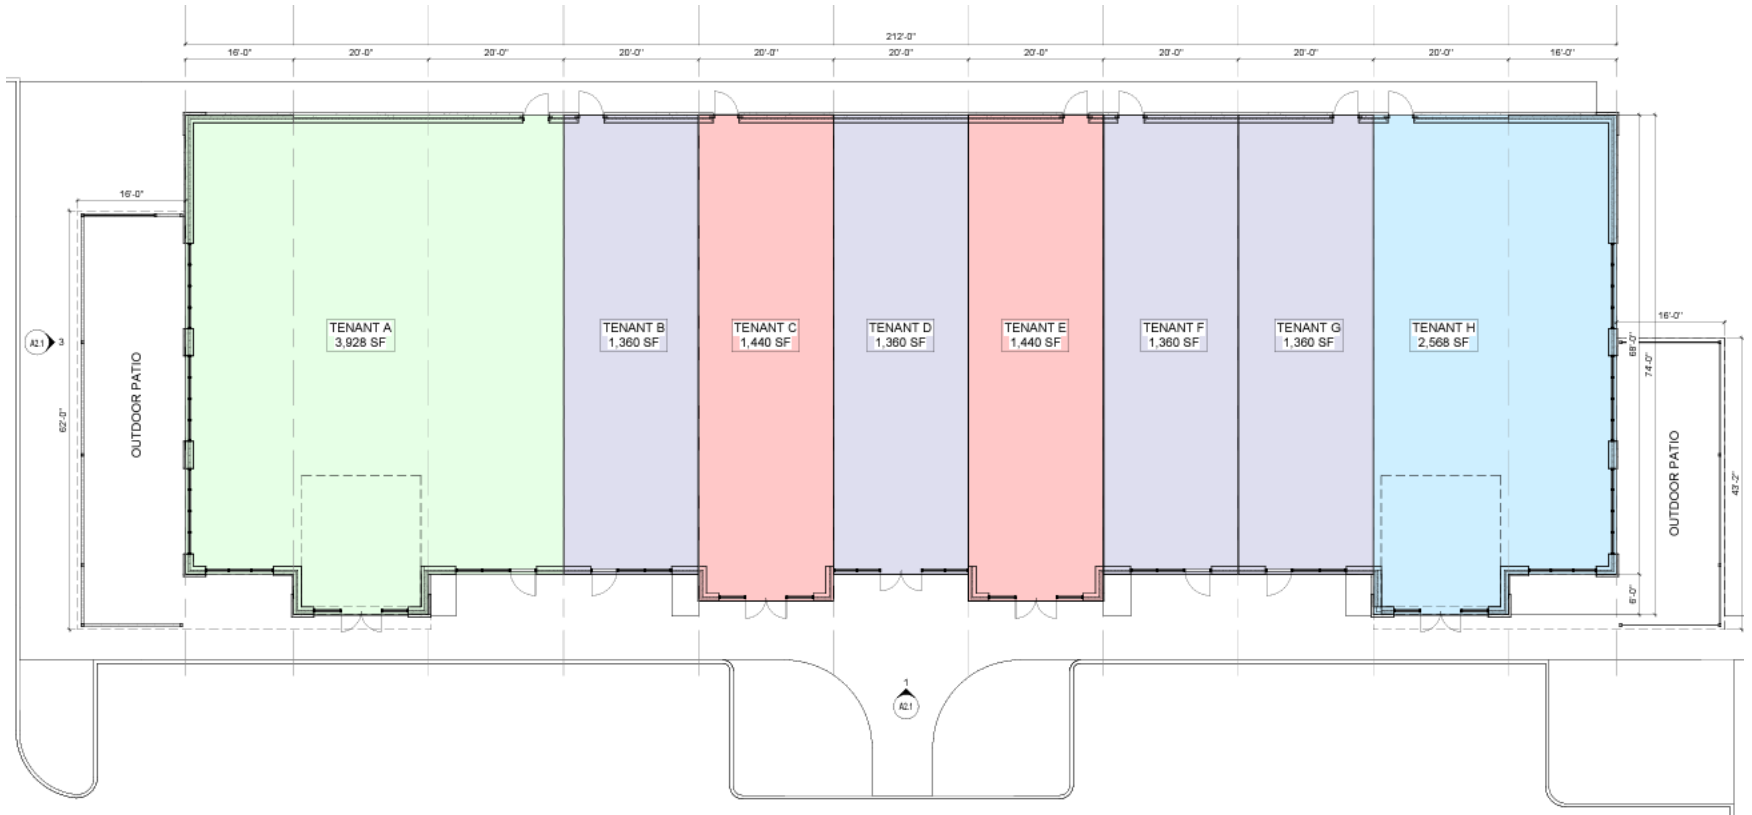 212'-0"
16'-0"
20'-0"
20'-0"
20'-0"
20'-0"
20'-0"
20'-0"
20'-0"
20'-0"
20'-0"
16'-0"
16'-0"
62'-0"
OUTDOOR PATIO
A2.1
3
TENANT A
3,928 SF
TENANT B
1,360 SF
TENANT C
1,440 SF
TENANT D
1,360 SF
TENANT E
1,440 SF
TENANT F
1,360 SF
TENANT G
1,360 SF
TENANT H
2,568 SF
16'-0"
68'-0"
74'-0"
6'-0"
OUTDOOR PATIO
43'-2"
1
A2.1